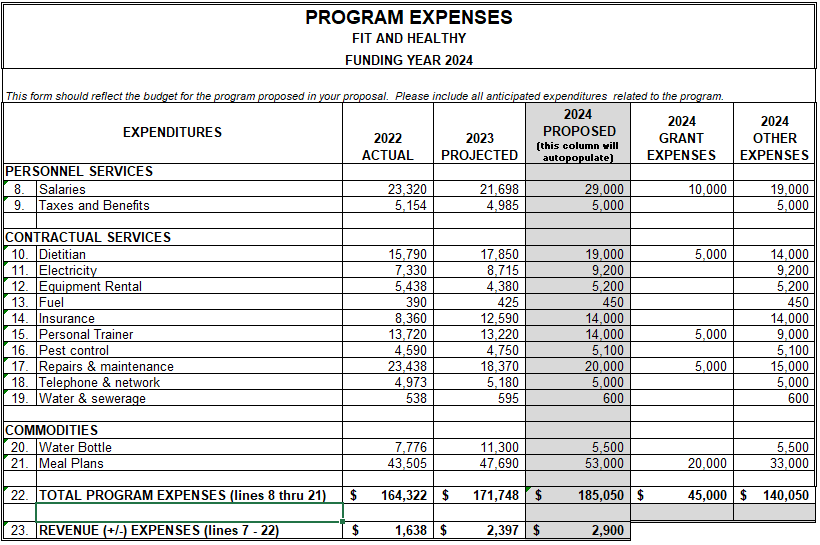 PROGRAM EXPENSES
FIT AND HEALTHY
FUNDING YEAR 2024
This form should reflect the budget for the program proposed in your proposal. Please include all anticipated expenditures related to the program.
EXPENDITURES 2022 ACTUAL 2023 PROJECTED 2024 PROPOSED (this column will autopopulate) 2024 GRANT EXPENSES 2024 OTHER EXPENSES
PERSONNEL SERVICES
8. Salaries 23,320 21,698 29,000 10,000 19,000
9. Taxes and Benefits 5,154 4,985 5,000 5,000
CONTRACTUAL SERVICES
10. Dietitian 15,790 17,850 19,000 5,000 14,000
11. Electricity 7,330 8,715 9,200 9,200
12. Equipment Rental 5,438 4,380 5,200 5,200
13. Fuel 390 425 450 450
14. Insurance 8,360 12,590 14,000 14,000
15. Personal Trainer 13,720 13,220 14,000 5,000 9,000
16. Pest control 4,590 4,750 5,100 5,100
17. Repairs & maintenance 23,438 18,370 20,000 5,000 15,000
18. Telephone & network 4,973 5,180 5,000 5,000
19. Water & sewerage 538 595 600 600
COMMODITIES
20. Water Bottle 7,776 11,300 5,500 5,500
21. Meal Plans 43,505 47,690 53,000 20,000 33,000
22. TOTAL PROGRAM EXPENSES (lines 8 thru 21) $ 164,322 $ 171,748 $ 185,050 $ 45,000 $ 140,050
23. REVENUE (+/-) EXPENSES (lines 7 - 22) $ 1,638 $ 2,397 $ 2,900